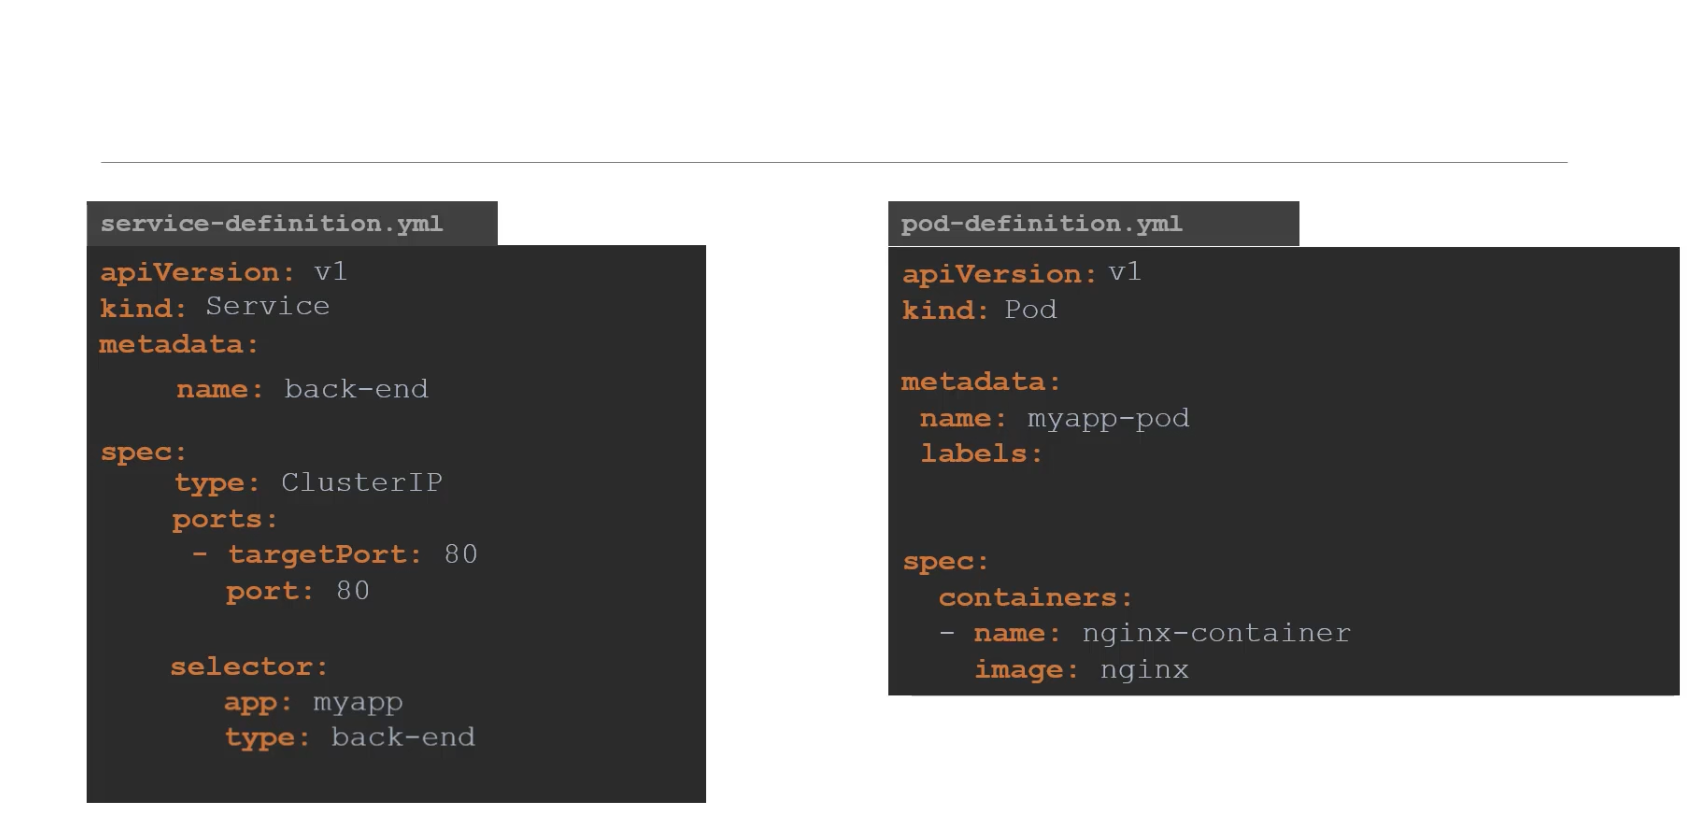 service-definition.yml
apiVersion: v1
kind: Service
metadata:
name: back-end
spec:
type: ClusterIP
ports:
- targetPort: 80
port: 80
selector:
app: myapp
type: back-end
pod-definition.yml
apiVersion: v1
kind: Pod
metadata:
name: myapp-pod
labels:
spec:
containers:
- name: nginx-container
image: nginx